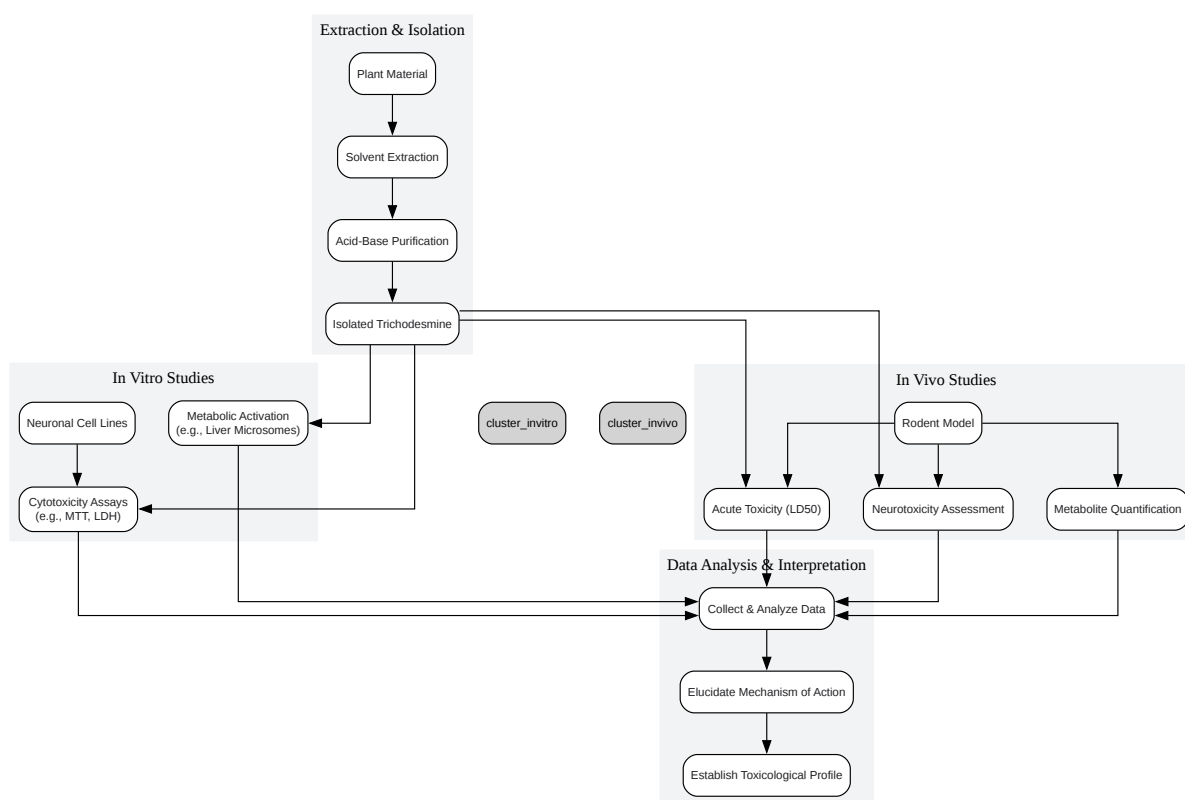 Extraction & Isolation
Plant Material
Solvent Extraction
Acid-Base Purification
Isolated Trichodesmine
In Vitro Studies
Neuronal Cell Lines
Metabolic Activation
(e.g., Liver Microsomes)
Cytotoxicity Assays
(e.g., MTT, LDH)
cluster_invitro
cluster_invivo
In Vivo Studies
Rodent Model
Acute Toxicity (LD50)
Neurotoxicity Assessment
Metabolite Quantification
Data Analysis & Interpretation
Collect & Analyze Data
Elucidate Mechanism of Action
Establish Toxicological Profile